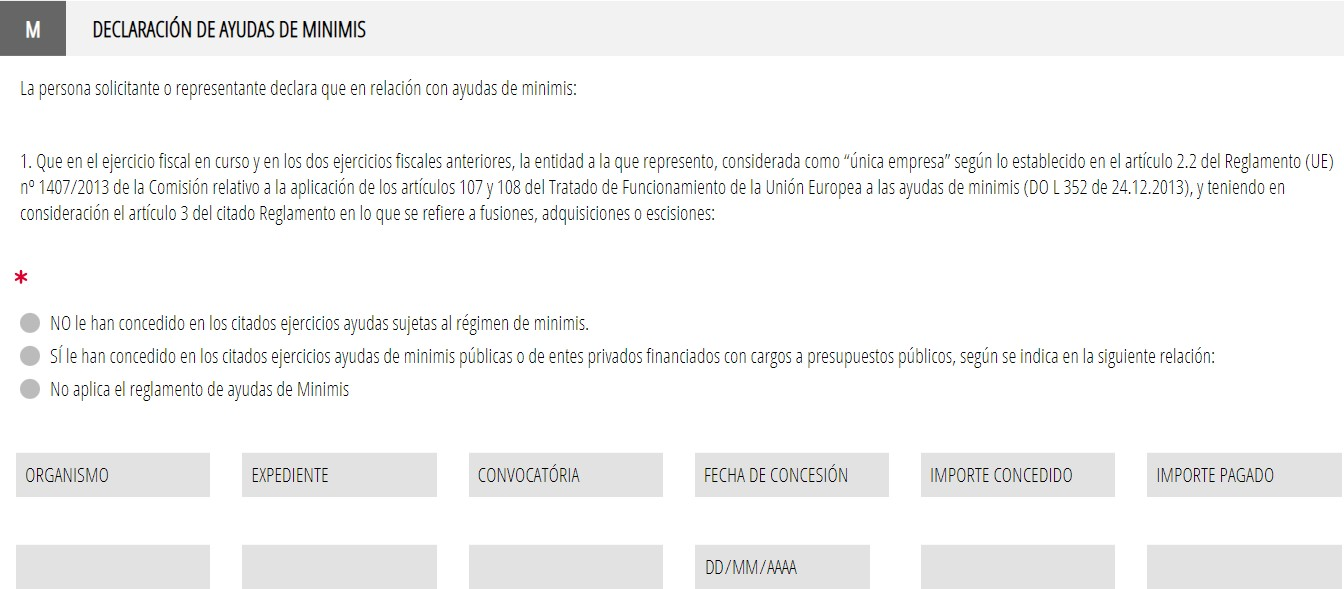 M DECLARACIÓN DE AYUDAS DE MINIMIS
La persona solicitante o representante declara que en relación con ayudas de minimis:
1. Que en el ejercicio fiscal en curso y en los dos ejercicios fiscales anteriores, la entidad a la que represento, considerada como “única empresa” según lo establecido en el artículo 2.2 del Reglamento (UE)
nº 1407/2013 de la Comisión relativo a la aplicación de los artículos 107 y 108 del Tratado de Funcionamiento de la Unión Europea a las ayudas de minimis (DO L 352 de 24.12.2013), y teniendo en
consideración el artículo 3 del citado Reglamento en lo que se refiere a fusiones, adquisiciones o escisiones:
*
NO le han concedido en los citados ejercicios ayudas sujetas al régimen de minimis.
SÍ le han concedido en los citados ejercicios ayudas de minimis públicas o de entes privados financiados con cargos a presupuestos públicos, según se indica en la siguiente relación:
No aplica el reglamento de ayudas de Minimis
ORGANISMO EXPEDIENTE CONVOCATÓRIA FECHA DE CONCESIÓN IMPORTE CONCEDIDO IMPORTE PAGADO
DD/MM/AAAA